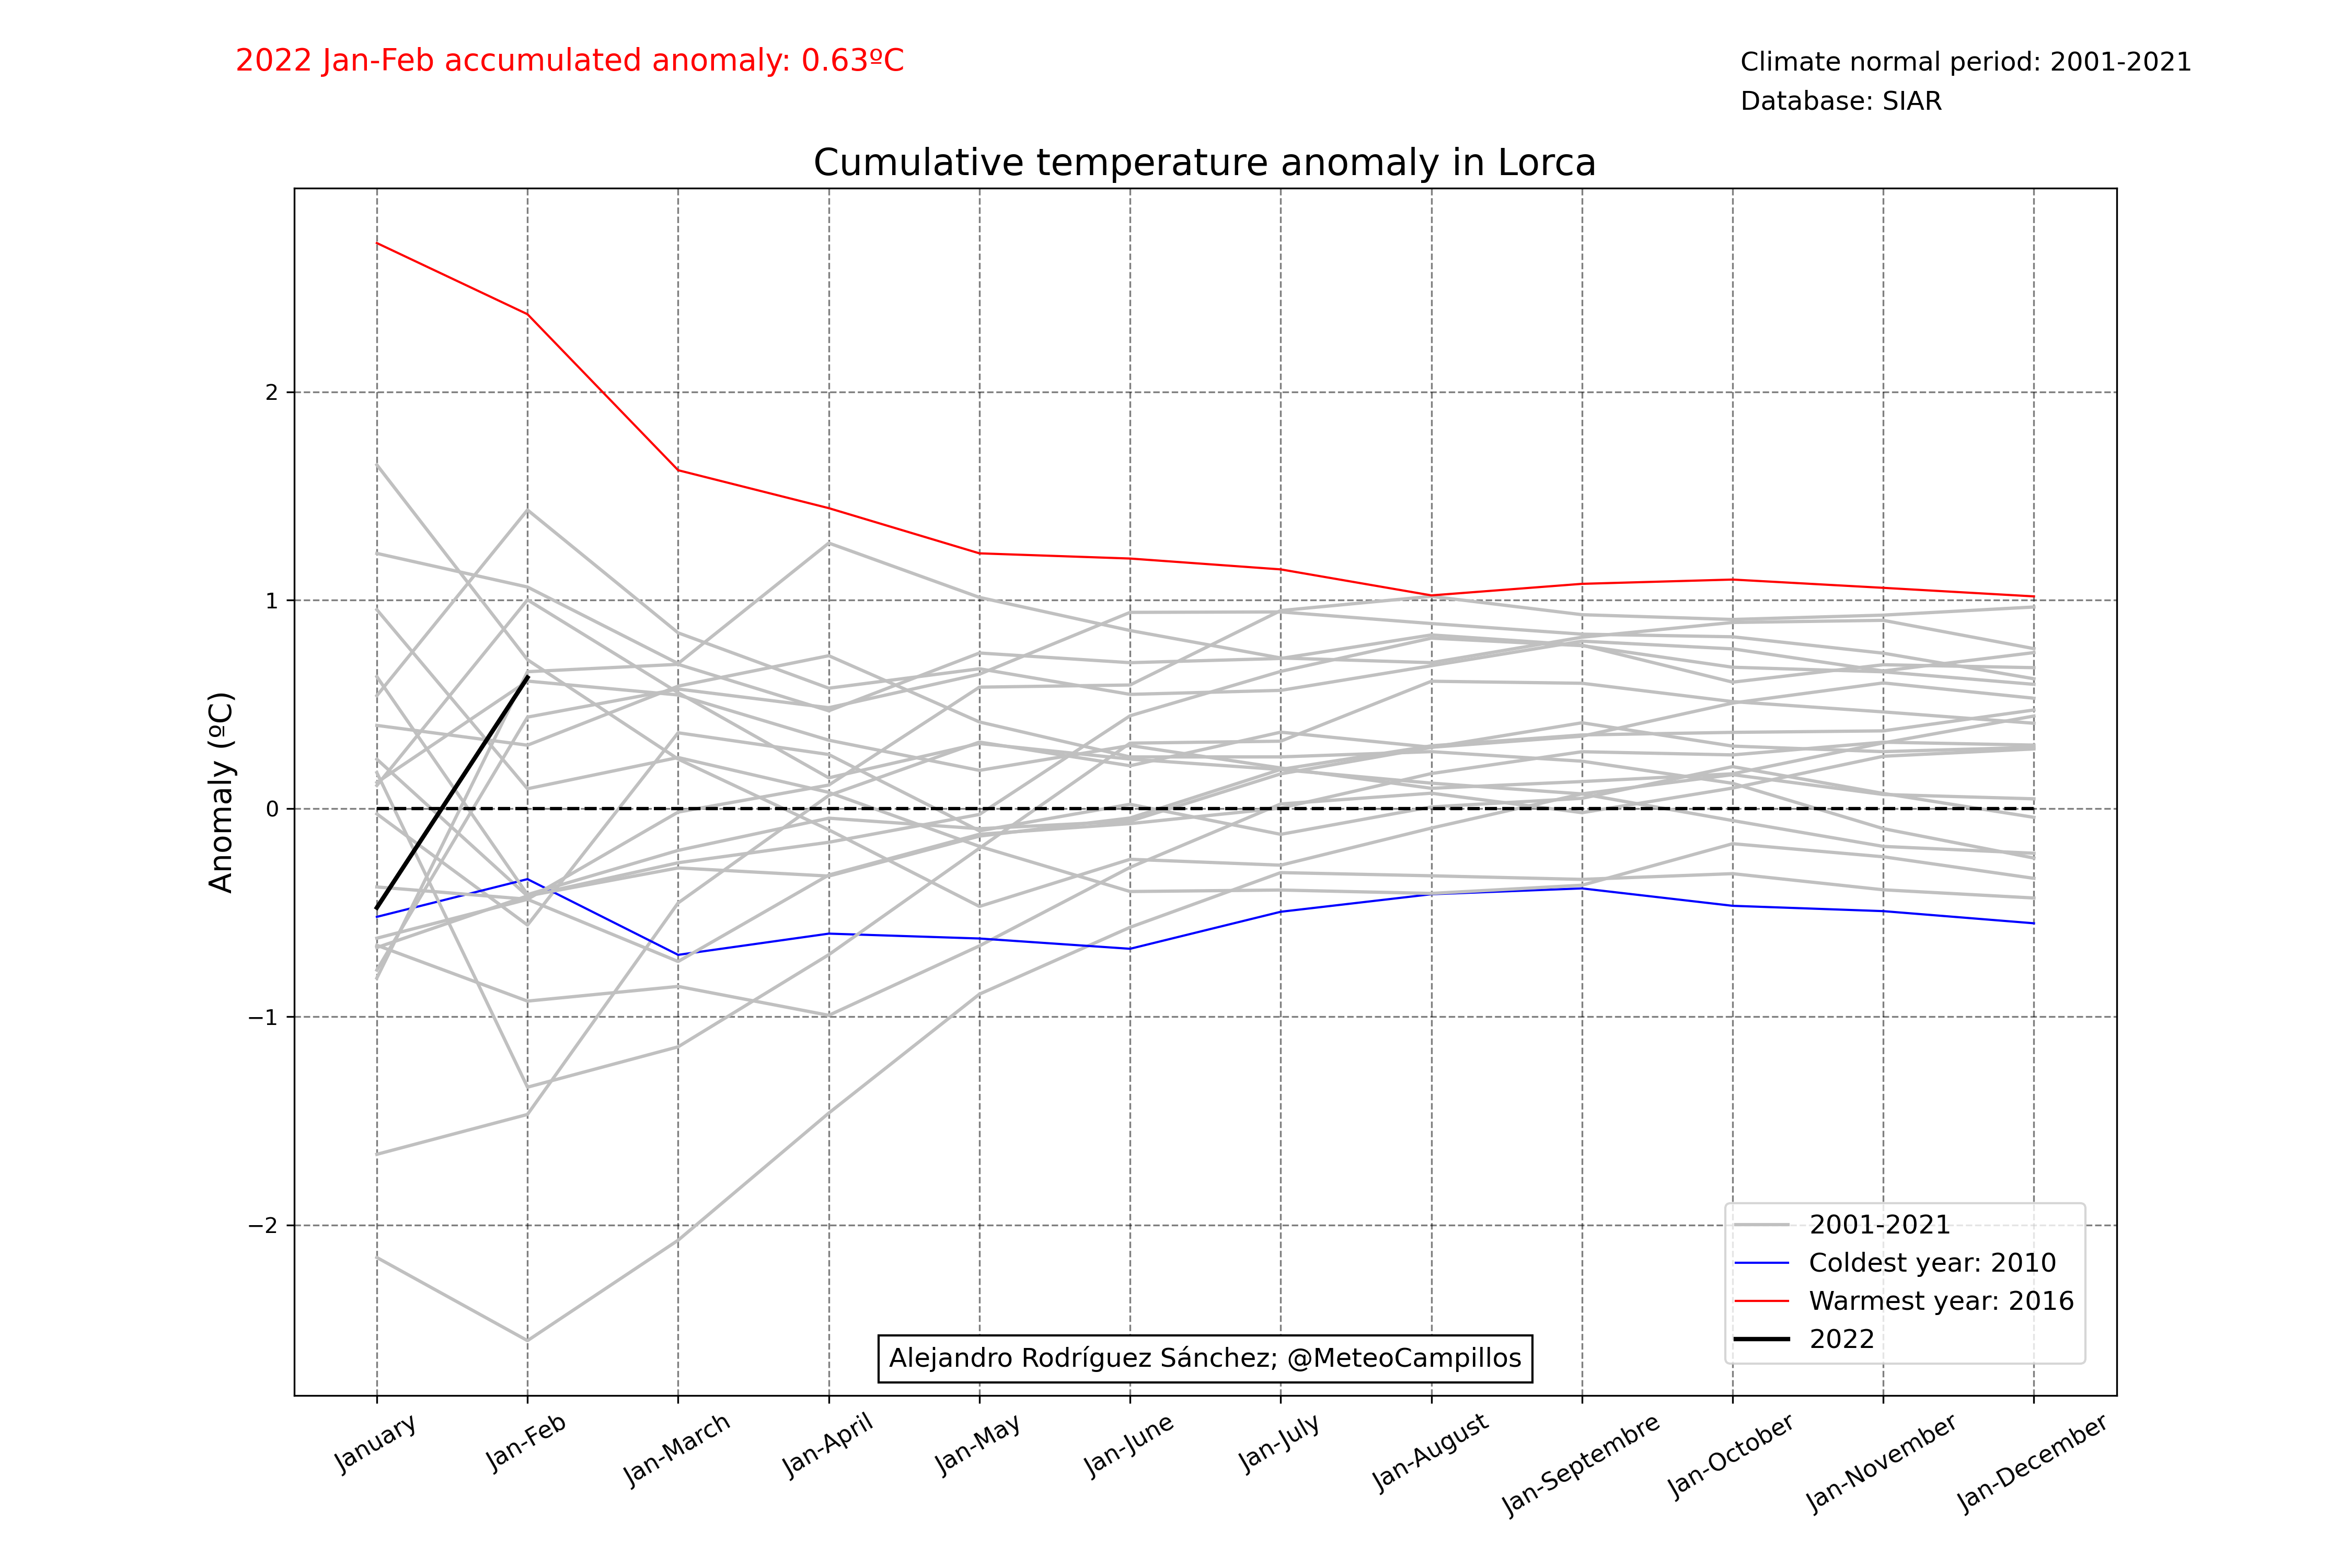 2022 Jan-Feb accumulated anomaly: 0.63ºC
Climate normal period: 2001-2021
Database: SIAR
Cumulative temperature anomaly in Lorca
Anomaly (ºC)
2
1
0
−1
−2
2001-2021
Coldest year: 2010
Warmest year: 2016
2022
Alejandro Rodríguez Sánchez; @MeteoCampillos
January
Jan-Feb
Jan-March
Jan-April
Jan-May
Jan-June
Jan-July
Jan-August
Jan-Septembre
Jan-October
Jan-November
Jan-December